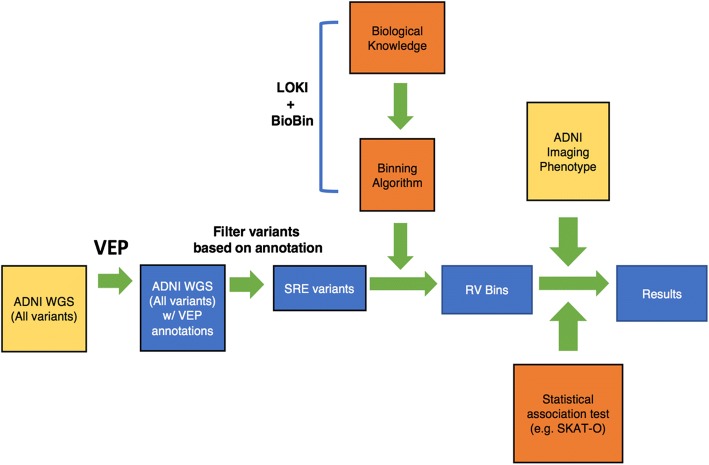 Biological
Knowledge
LOKI
+
BioBin
Binning
Algorithm
ADNI
Imaging
Phenotype
VEP
Filter variants
based on annotation
ADNI WGS
(All variants)
ADNI WGS
(All variants)
w/ VEP
annotations
SRE variants
RV Bins
Results
Statistical
association test
(e.g. SKAT-O)